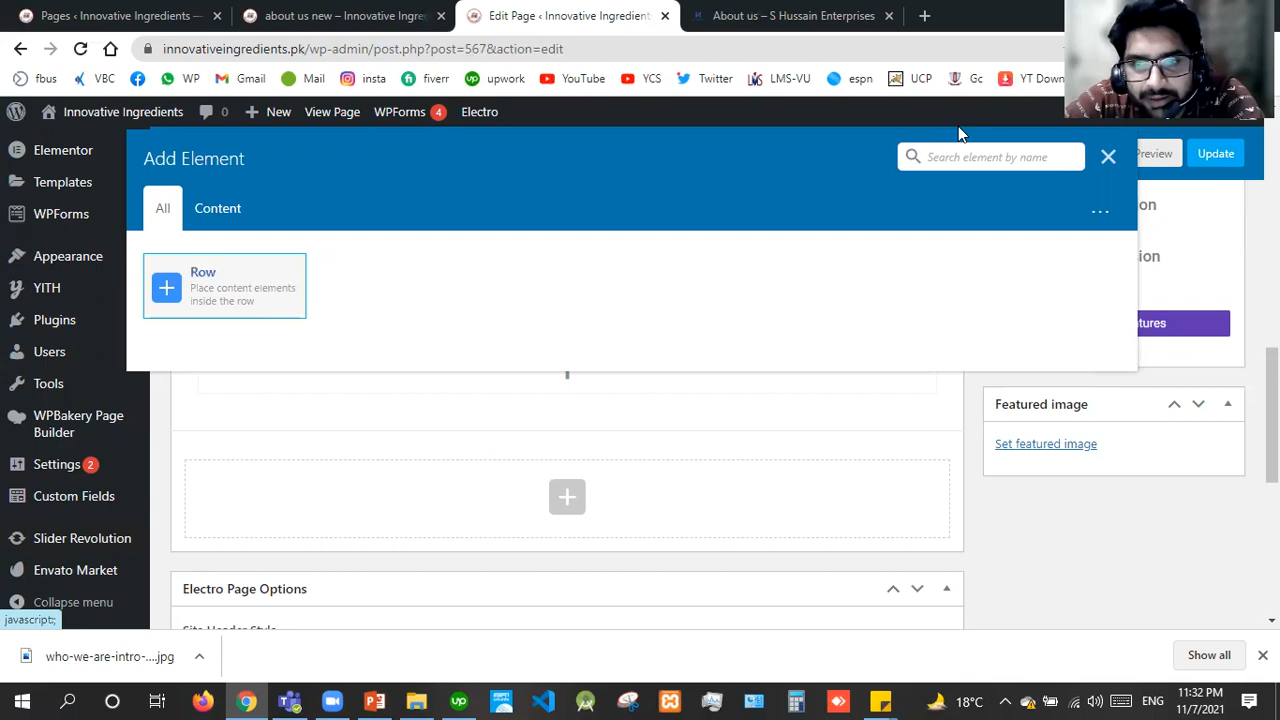 Pages ‹ Innovative Ingredients —
about us new – Innovative Ingre
Edit Page ‹ Innovative Ingredient
About us – S Hussain Enterprises
innovativeingredients.pk/wp-admin/post.php?post=567&action=edit
fbus
VBC
WP
Gmail
Mail
insta
fiverr
upwork
YouTube
YCS
Twitter
LMS-VU
espn
UCP
Gc
YT Down
Innovative Ingredients
0
New
View Page
WPForms 4
Electro
Elementor
Templates
WPForms
Appearance
YITH
Plugins
Users
Tools
WPBakery Page
Builder
Settings 2
Custom Fields
Slider Revolution
Envato Market
Collapse menu
javascript:;
Add Element
Search element by name
Preview
Update
All
Content
...
Row
Place content elements
inside the row
on
sion
tures
Featured image
Set featured image
Electro Page Options
Site Header Style
who-we-are-intro-....jpg
Show all
18°C
ENG
11:32 PM
11/7/2021